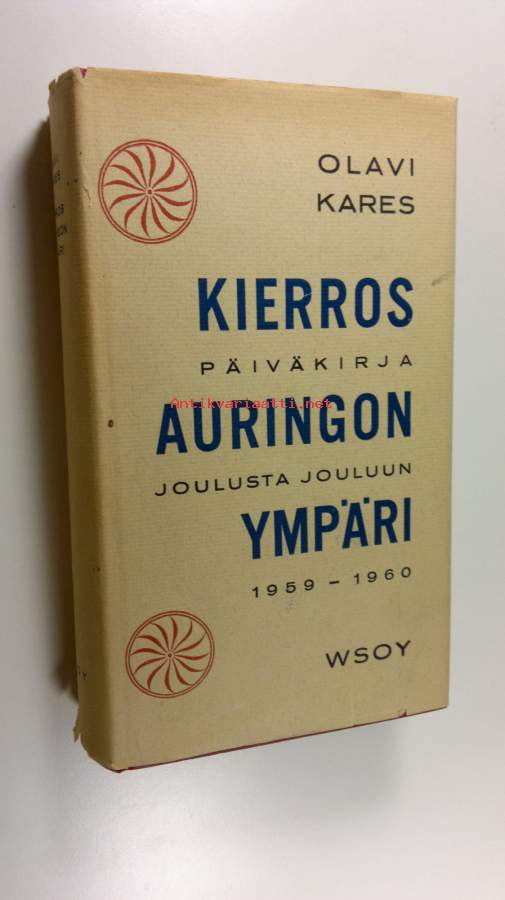 OLAVI
KARES
KIERROS
PÄIVÄKIRJA
Antikvariaatti.net
AURINGON
JOULUSTA JOULUUN
YMPÄRI
1959 – 1960
WSOY